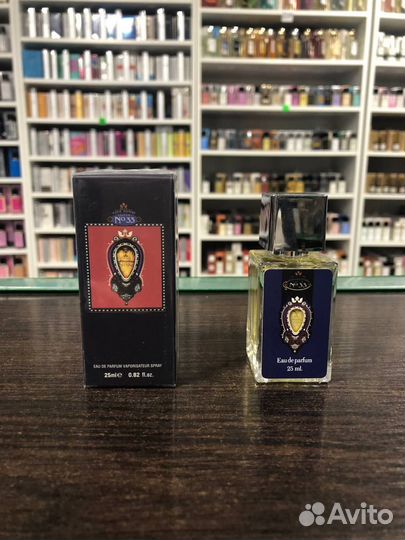 No.33
EAU DE PARFUM VAPORISATEUR SPRAY
25ml e 0.82 fl.oz.
No.33
Eau de parfum
25 ml.
Avito